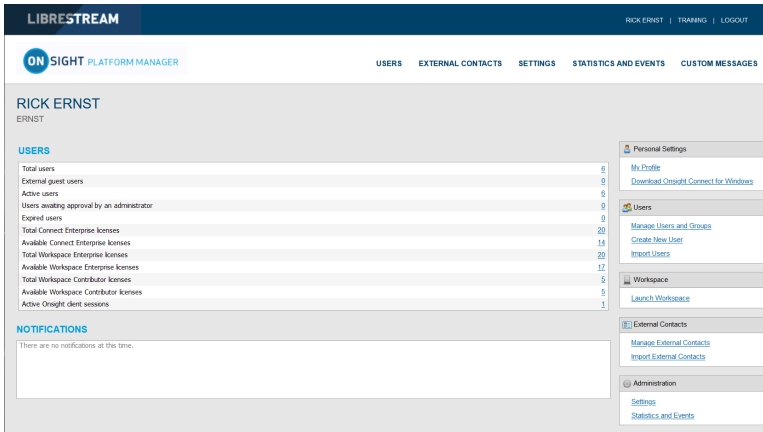 LIBRESTREAM
RICK ERNST | TRAINING | LOGOUT
ON SIGHT PLATFORM MANAGER
USERS EXTERNAL CONTACTS SETTINGS STATISTICS AND EVENTS CUSTOM MESSAGES
RICK ERNST
ERNST
USERS
Total users 6
External guest users 0
Active users 6
Users awaiting approval by an administrator 0
Expired users 0
Total Connect Enterprise licenses 20
Available Connect Enterprise licenses 14
Total Workspace Enterprise licenses 20
Available Workspace Enterprise licenses 17
Total Workspace Contributor licenses 5
Available Workspace Contributor licenses 5
Active Onsight client sessions 1
NOTIFICATIONS
There are no notifications at this time.
Personal Settings
My Profile
Download Onsight Connect for Windows
Users
Manage Users and Groups
Create New User
Import Users
Workspace
Launch Workspace
External Contacts
Manage External Contacts
Import External Contacts
Administration
Settings
Statistics and Events